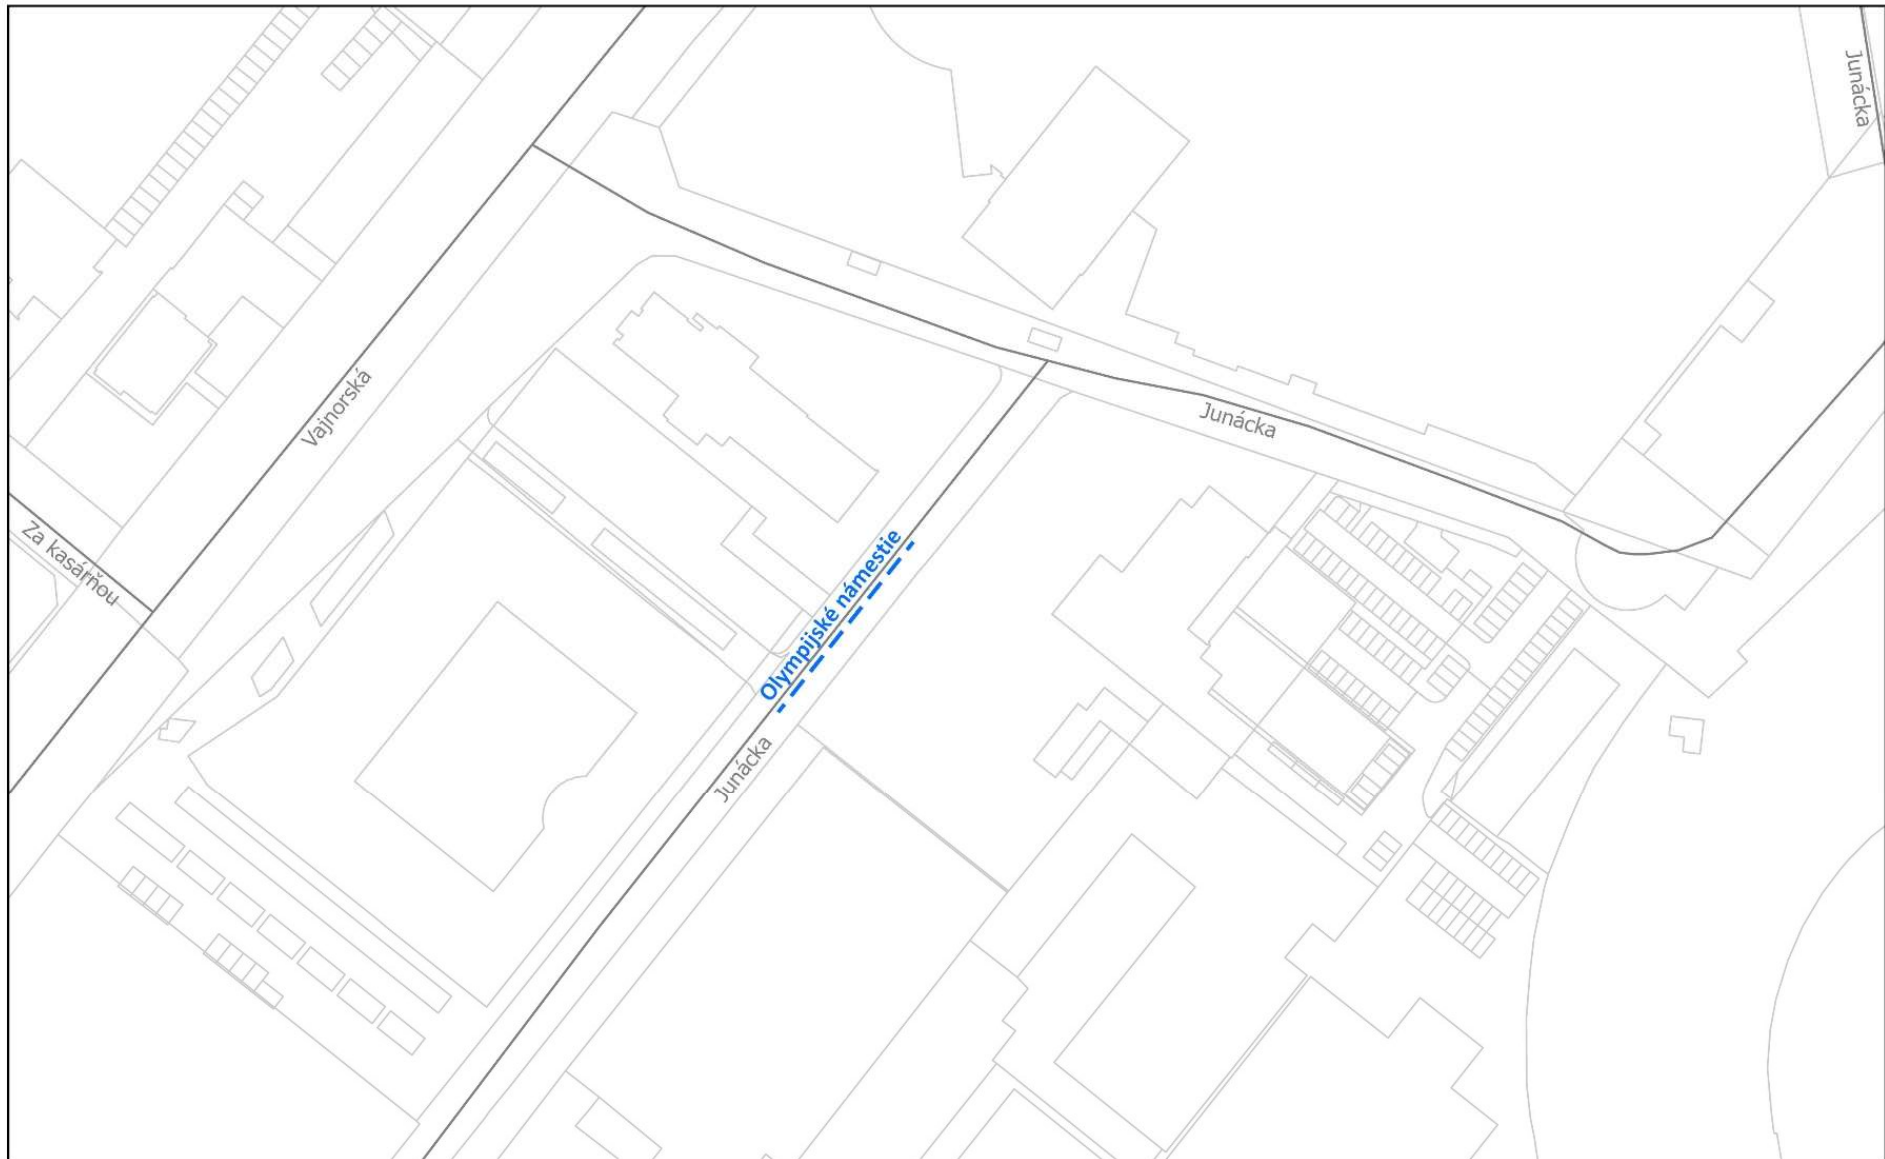 Junácka
Vajnorská
Junácka
Za kasárňou
Olympijské námestie
Junácka